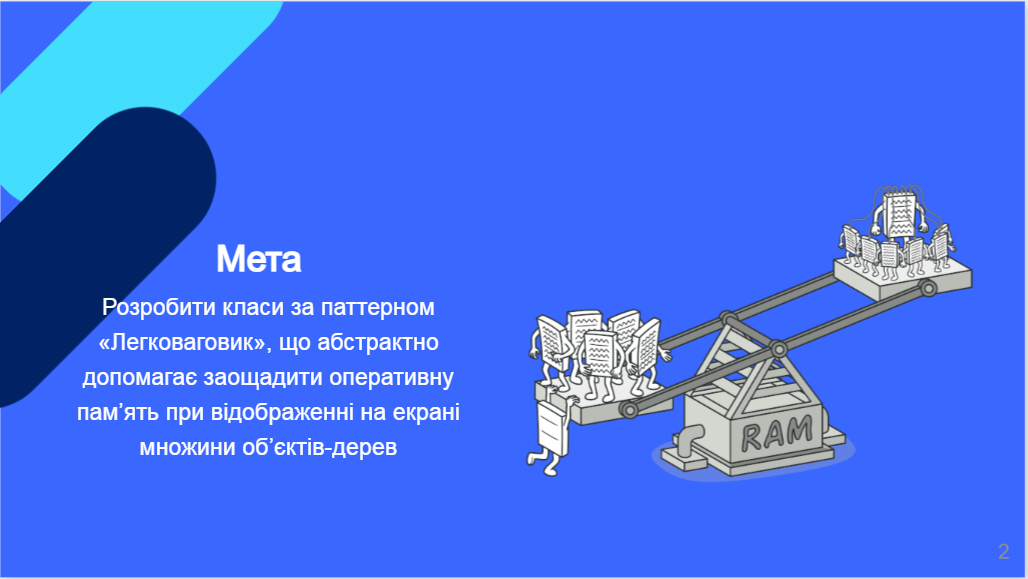 Мета
Розробити класи за паттерном
«Легковаговик», що абстрактно
допомагає заощадити оперативну
пам’ять при відображенні на екрані
множини об’єктів-дерев
RAM
2